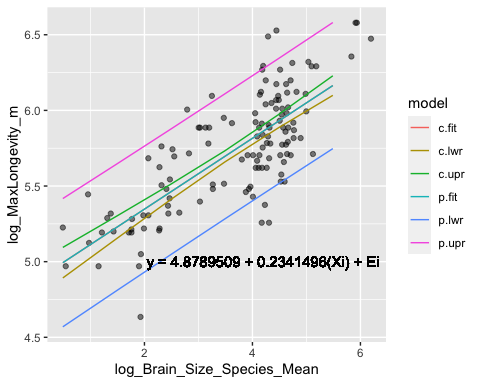 6.5
6.0
5.5
5.0
4.5
log_MaxLongevity_m
y = 4.8789509 + 0.2341496(Xi) + Ei
2
4
6
log_Brain_Size_Species_Mean
model
c.fit
c.lwr
c.upr
p.fit
p.lwr
p.upr